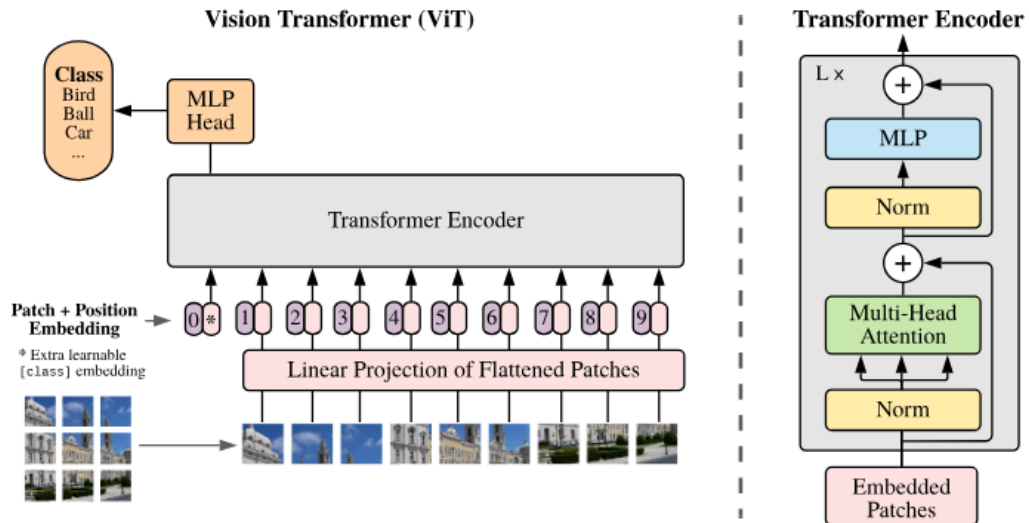 Vision Transformer (ViT)
Class
Bird
Ball
Car
...
MLP
Head
Transformer Encoder
Patch + Position
Embedding
0 * 1 2 3 4 5 6 7 8 9
* Extra learnable
[class] embedding
Linear Projection of Flattened Patches
Transformer Encoder
L ×
+
MLP
Norm
+
Multi-Head
Attention
Norm
Embedded
Patches